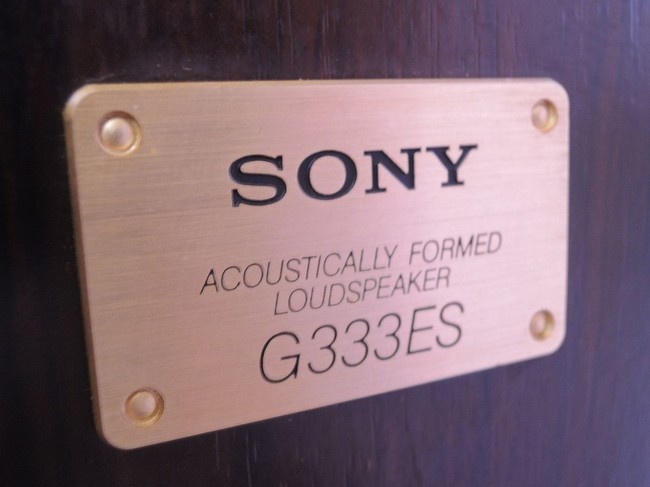 SONY
ACOUSTICALLY FORMED
LOUDSPEAKER
G333ES